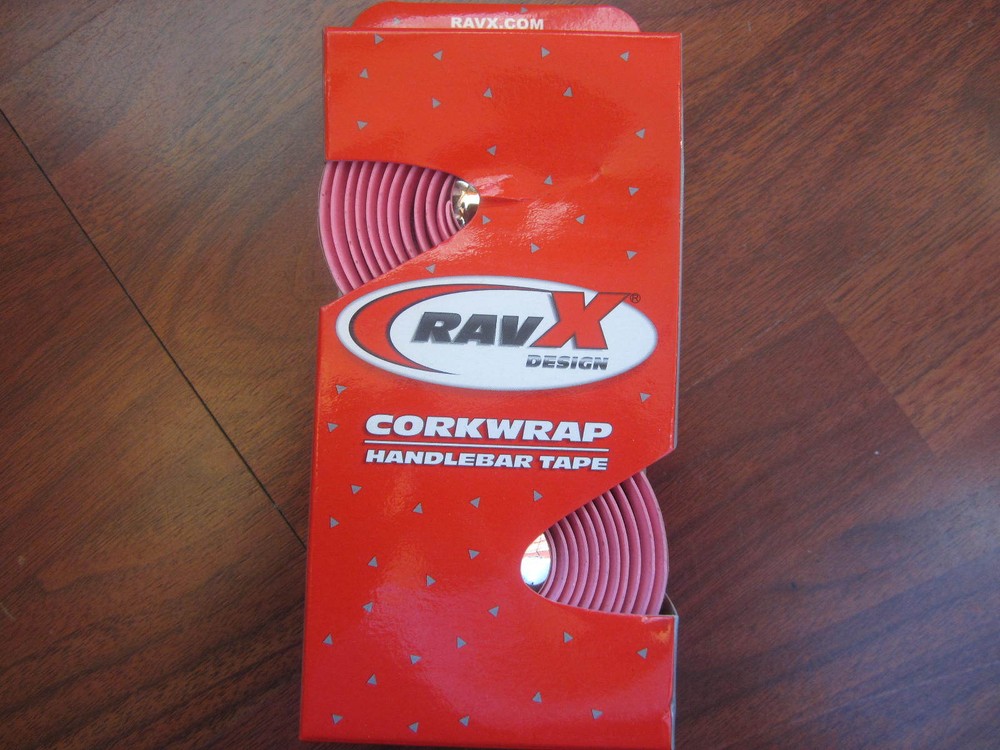 RAVX.COM
RAVX®
DESIGN
CORKWRAP
HANDLEBAR TAPE